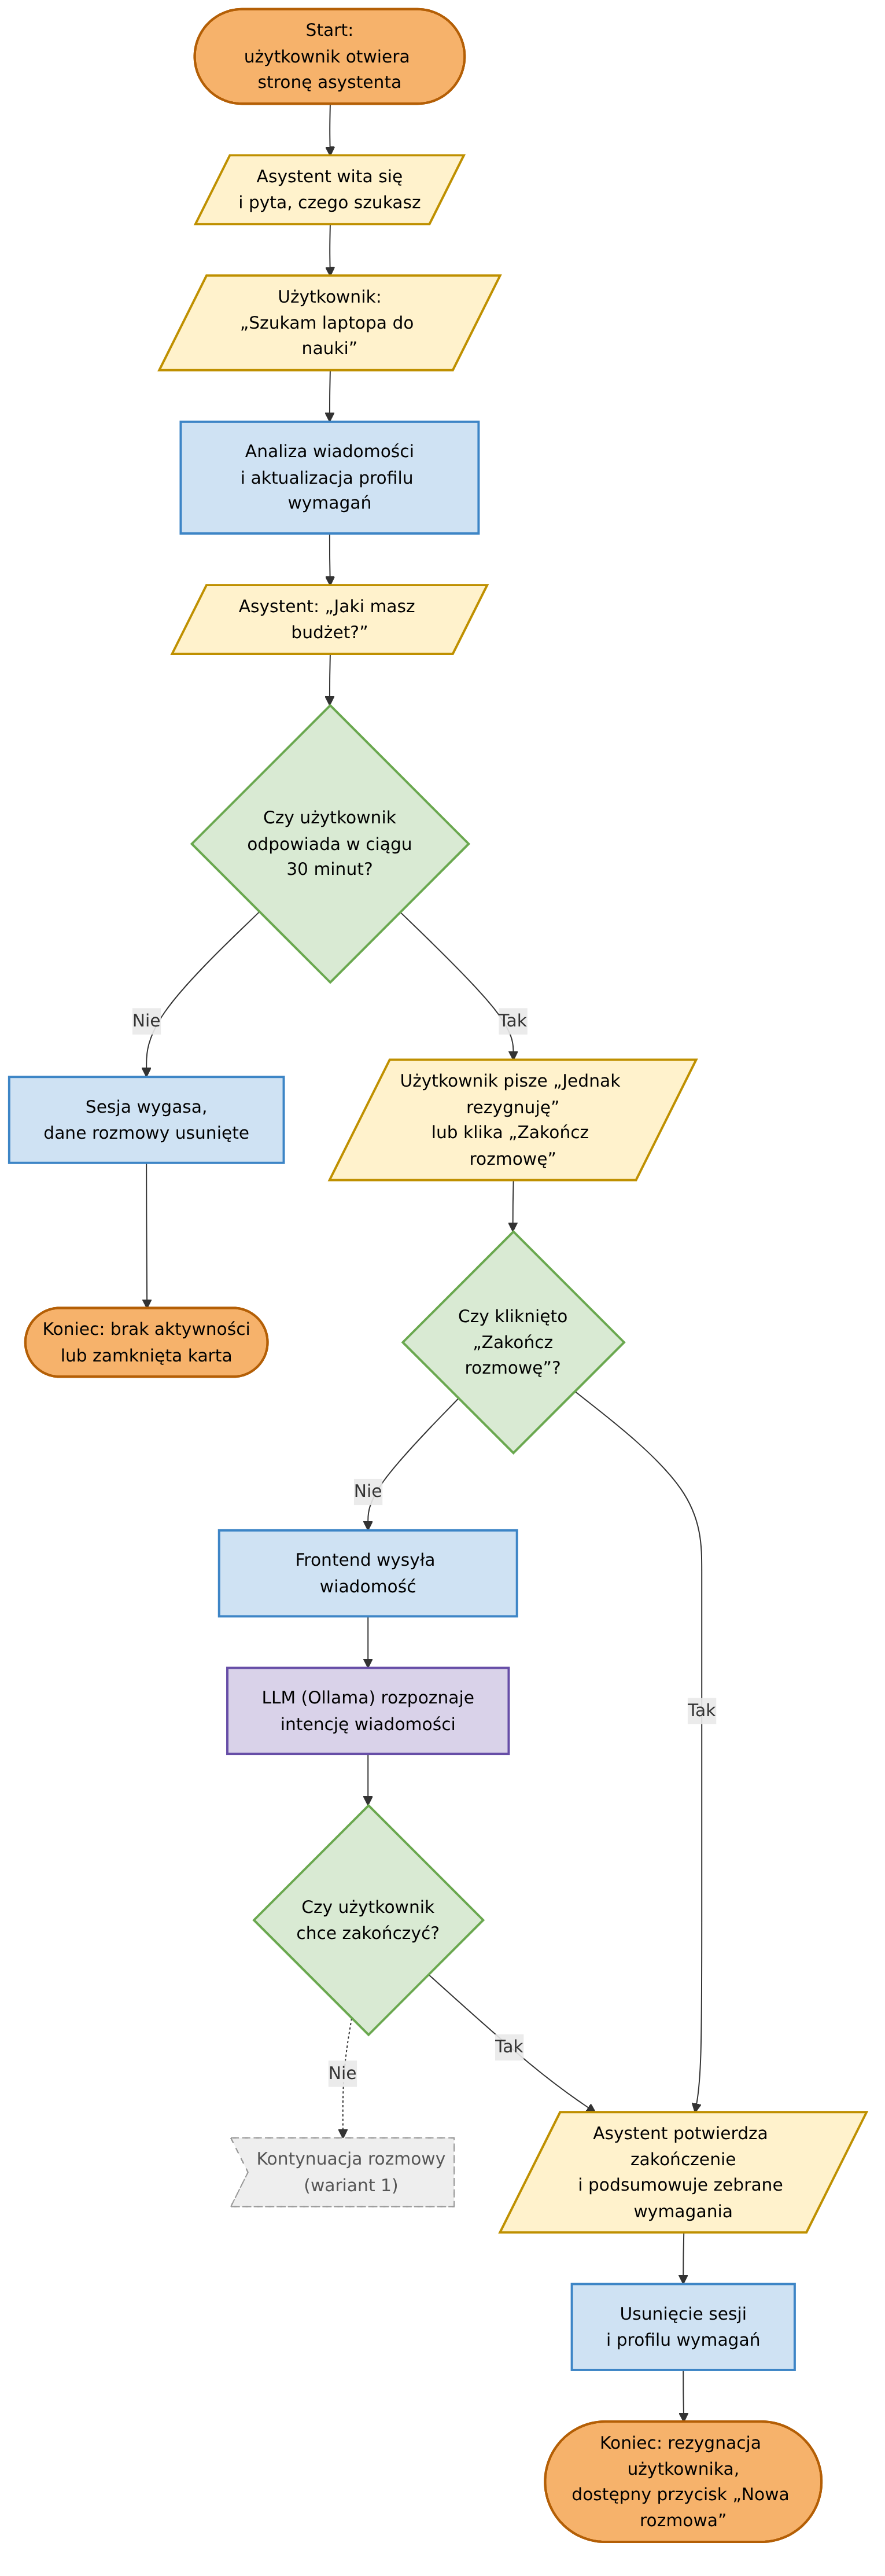 Start:
użytkownik otwiera
stronę asystenta
Asystent wita się
i pyta, czego szukasz
Użytkownik:
„Szukam laptopa do
nauki”
Analiza wiadomości
i aktualizacja profilu
wymagań
Asystent: „Jaki masz
budżet?”
Czy użytkownik
odpowiada w ciągu
30 minut?
Nie
Tak
Sesja wygasa,
dane rozmowy usunięte
Użytkownik pisze „Jednak
rezygnuję”
lub klika „Zakończ
rozmowę”
Koniec: brak aktywności
lub zamknięta karta
Czy kliknięto
„Zakończ
rozmowę”?
Nie
Frontend wysyła
wiadomość
LLM (Ollama) rozpoznaje
intencję wiadomości
Tak
Czy użytkownik
chce zakończyć?
Tak
Nie
Kontynuacja rozmowy
(wariant 1)
Asystent potwierdza
zakończenie
i podsumowuje zebrane
wymagania
Usunięcie sesji
i profilu wymagań
Koniec: rezygnacja
użytkownika,
dostępny przycisk „Nowa
rozmowa”